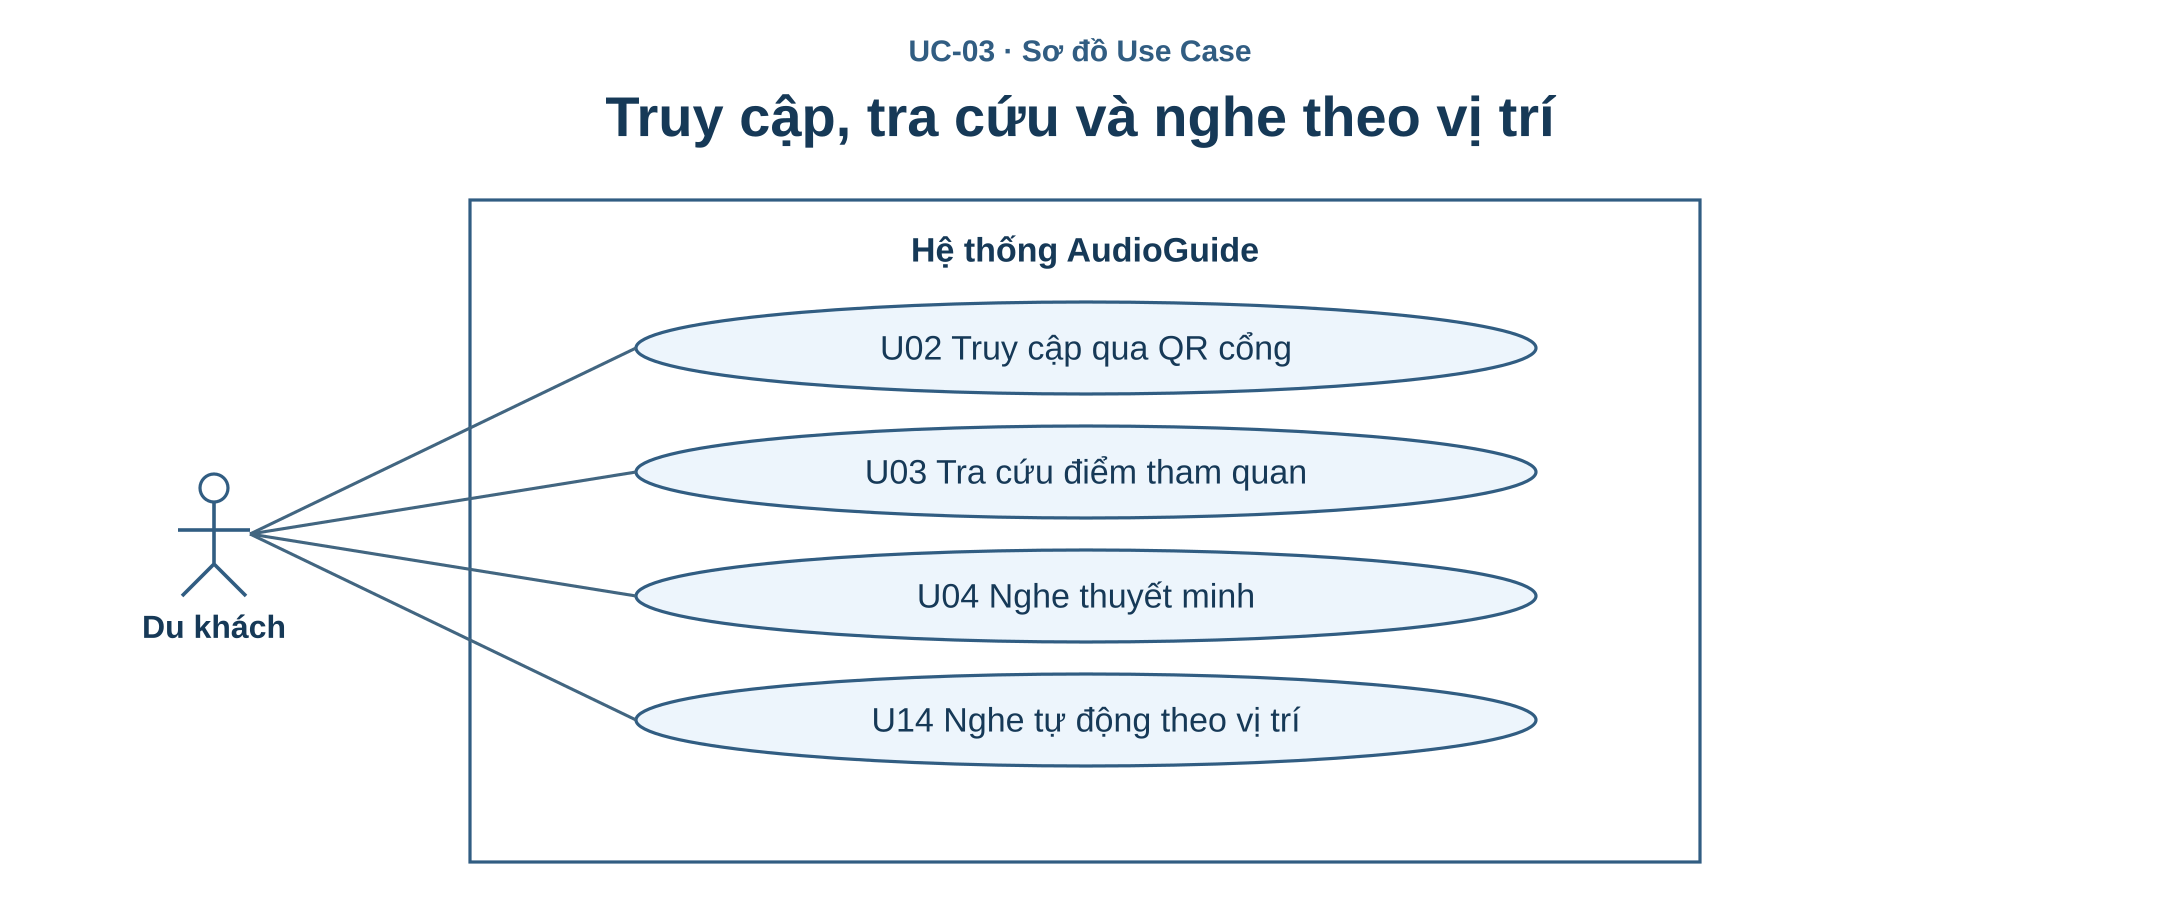 UC-03 · Sơ đồ Use Case
Truy cập, tra cứu và nghe theo vị trí
Hệ thống AudioGuide
U02 Truy cập qua QR cổng
U03 Tra cứu điểm tham quan
U04 Nghe thuyết minh
U14 Nghe tự động theo vị trí
Du khách